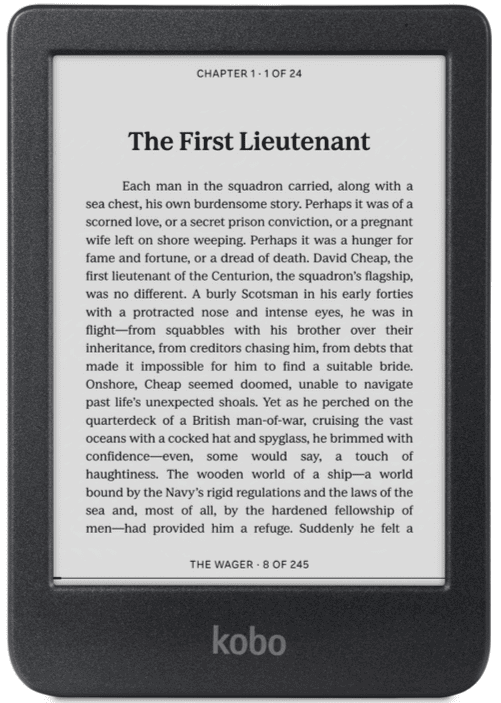 CHAPTER 1 · 1 OF 24
The First Lieutenant
Each man in the squadron carried, along with a
sea chest, his own burdensome story. Perhaps it was of a
scorned love, or a secret prison conviction, or a pregnant
wife left on shore weeping. Perhaps it was a hunger for
fame and fortune, or a dread of death. David Cheap, the
first lieutenant of the Centurion, the squadron's flagship,
was no different. A burly Scotsman in his early forties
with a protracted nose and intense eyes, he was in
flight—from squabbles with his brother over their
inheritance, from creditors chasing him, from debts that
made it impossible for him to find a suitable bride.
Onshore, Cheap seemed doomed, unable to navigate
past life's unexpected shoals. Yet as he perched on the
quarterdeck of a British man-of-war, cruising the vast
oceans with a cocked hat and spyglass, he brimmed with
confidence—even, some would say, a touch of
haughtiness. The wooden world of a ship—a world
bound by the Navy's rigid regulations and the laws of the
sea and, most of all, by the hardened fellowship of
men—had provided him a refuge. Suddenly he felt a
THE WAGER · 8 OF 245
kobo